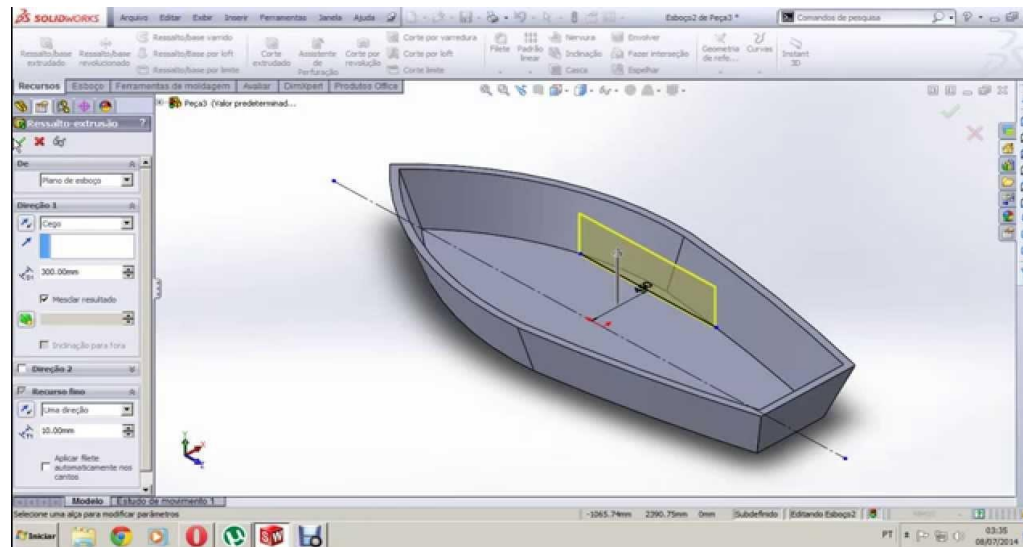 SOLIDWORKS Arquivo Editar Exibir Inserir Ferramentas Janela Ajuda Esboço2 de Peça3 * Comandos de pesquisa
Ressalto/base extrudado
Ressalto/base revolucionado
Ressalto/base varrido
Ressalto/Base por loft
Ressalto/Base por limite
Corte extrudado
Assistente de Perfuração
Corte por revolução
Corte por varredura
Corte por loft
Corte limite
Filete
Padrão linear
Nervura
Inclinação
Casca
Envolver
Fazer interseção
Espelhar
Geometria de refe...
Curvas
Instant 3D
Recursos Esboço Ferramentas de moldagem Avaliar DimXpert Produtos Office
Peça3 (Valor predeterminad...
Ressalto-extrusão ?
De
Plano de esboço
Direção 1
Cego
D1 300.00mm
Mesclar resultado
Inclinação para fora
Direção 2
Recurso fino
Uma direção
T1 10.00mm
Aplicar filete automaticamente nos cantos
Modelo Estudo de movimento 1
Selecione uma alça para modificar parâmetros -1065.74mm 2390.75mm 0mm Subdefinido Editando Esboço2
Iniciar PT 03:35
08/07/2014